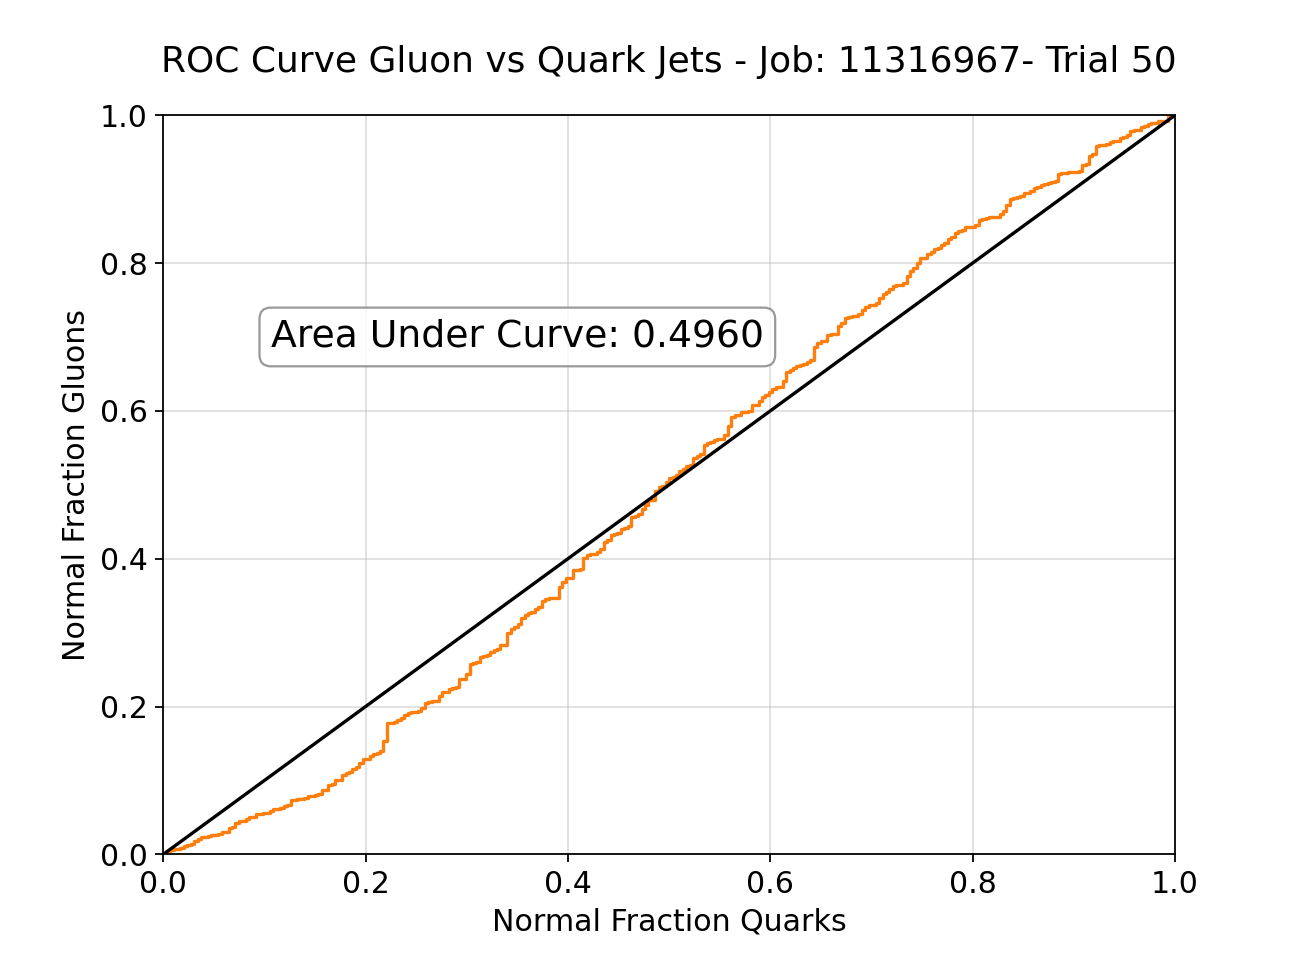 ROC Curve Gluon vs Quark Jets - Job: 11316967- Trial 50
1.0
0.8
Area Under Curve: 0.4960
0.6
Normal Fraction Gluons
0.4
0.2
0.0
0.0 0.2 0.4 0.6 0.8 1.0
Normal Fraction Quarks